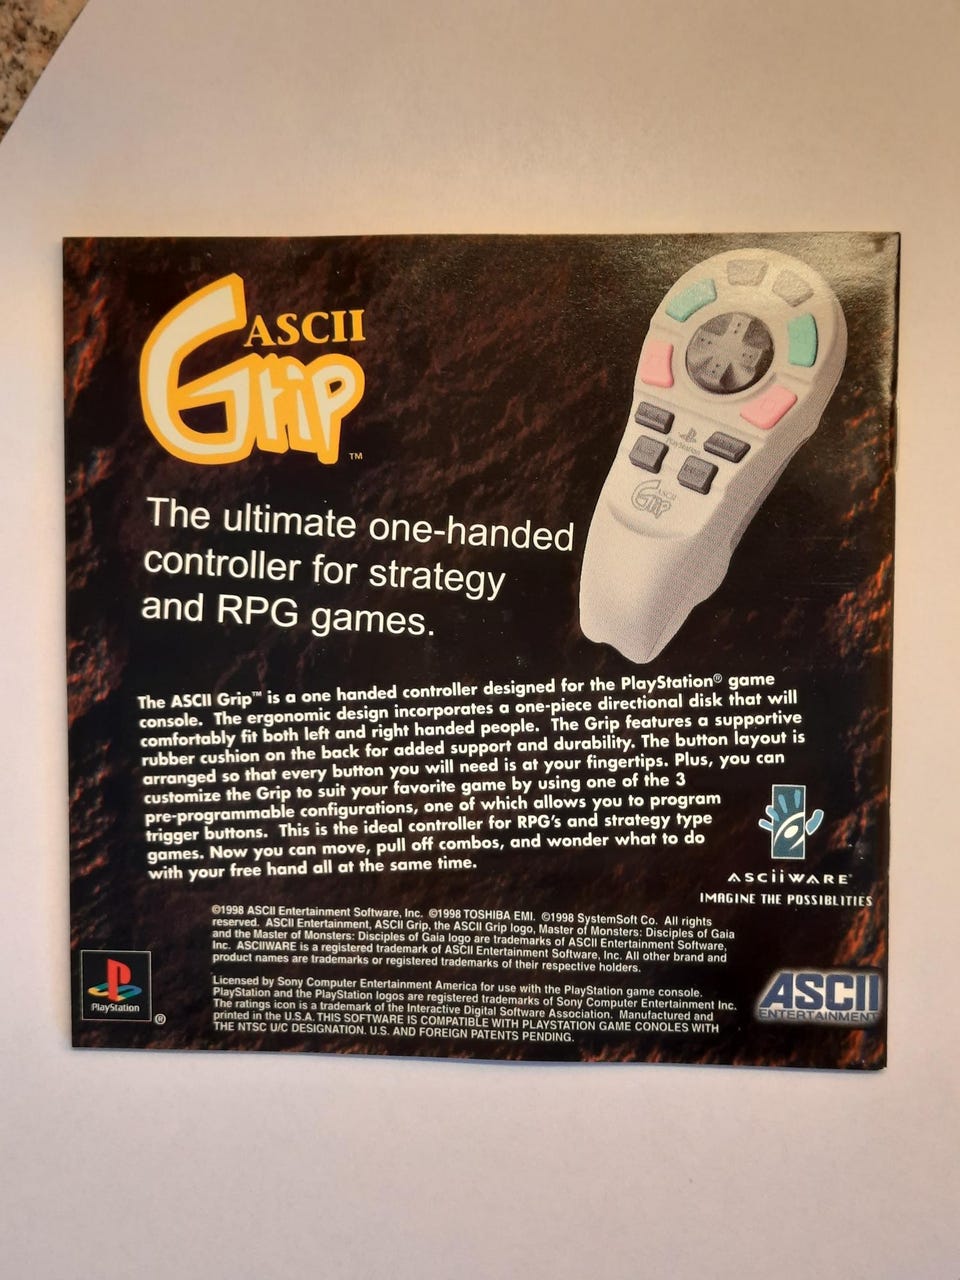 ASCII
Grip™
The ultimate one-handed
controller for strategy
and RPG games.
PlayStation
ASCII
Grip
The ASCII Grip™ is a one handed controller designed for the PlayStation® game
console. The ergonomic design incorporates a one-piece directional disk that will
comfortably fit both left and right handed people. The Grip features a supportive
rubber cushion on the back for added support and durability. The button layout is
arranged so that every button you will need is at your fingertips. Plus, you can
customize the Grip to suit your favorite game by using one of the 3
pre-programmable configurations, one of which allows you to program
trigger buttons. This is the ideal controller for RPG's and strategy type
games. Now you can move, pull off combos, and wonder what to do
with your free hand all at the same time.
ASCiiWARE
IMAGINE THE POSSIBLITIES
©1998 ASCII Entertainment Software, Inc. ©1998 TOSHIBA EMI. ©1998 SystemSoft Co. All rights
reserved. ASCII Entertainment, ASCII Grip, the ASCII Grip logo, Master of Monsters: Disciples of Gaia
and the Master of Monsters: Disciples of Gaia logo are trademarks of ASCII Entertainment Software,
Inc. ASCIIWARE is a registered trademark of ASCII Entertainment Software, Inc. All other brand and
product names are trademarks or registered trademarks of their respective holders.
Licensed by Sony Computer Entertainment America for use with the PlayStation game console.
PlayStation and the PlayStation logos are registered trademarks of Sony Computer Entertainment Inc.
The ratings icon is a trademark of the Interactive Digital Software Association. Manufactured and
printed in the U.S.A. THIS SOFTWARE IS COMPATIBLE WITH PLAYSTATION GAME CONOLES WITH
THE NTSC U/C DESIGNATION. U.S. AND FOREIGN PATENTS PENDING.
PlayStation ®
ASCII
ENTERTAINMENT